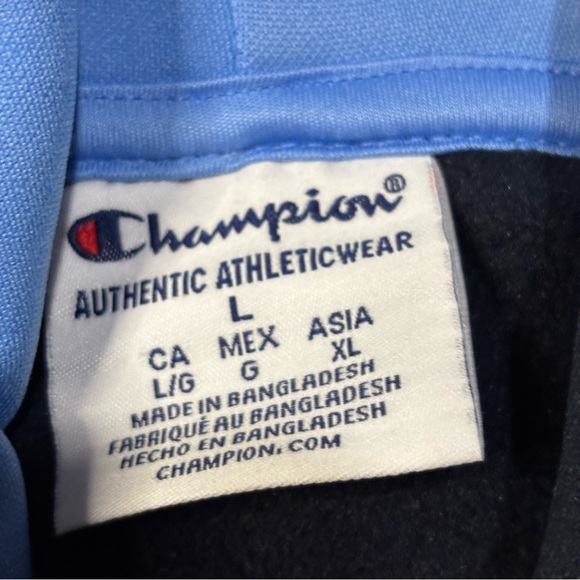 Champion®
AUTHENTIC ATHLETICWEAR
L
CA MEX ASIA
L/G G XL
MADE IN BANGLADESH
FABRIQUÉ AU BANGLADESH
HECHO EN BANGLADESH
CHAMPION.COM